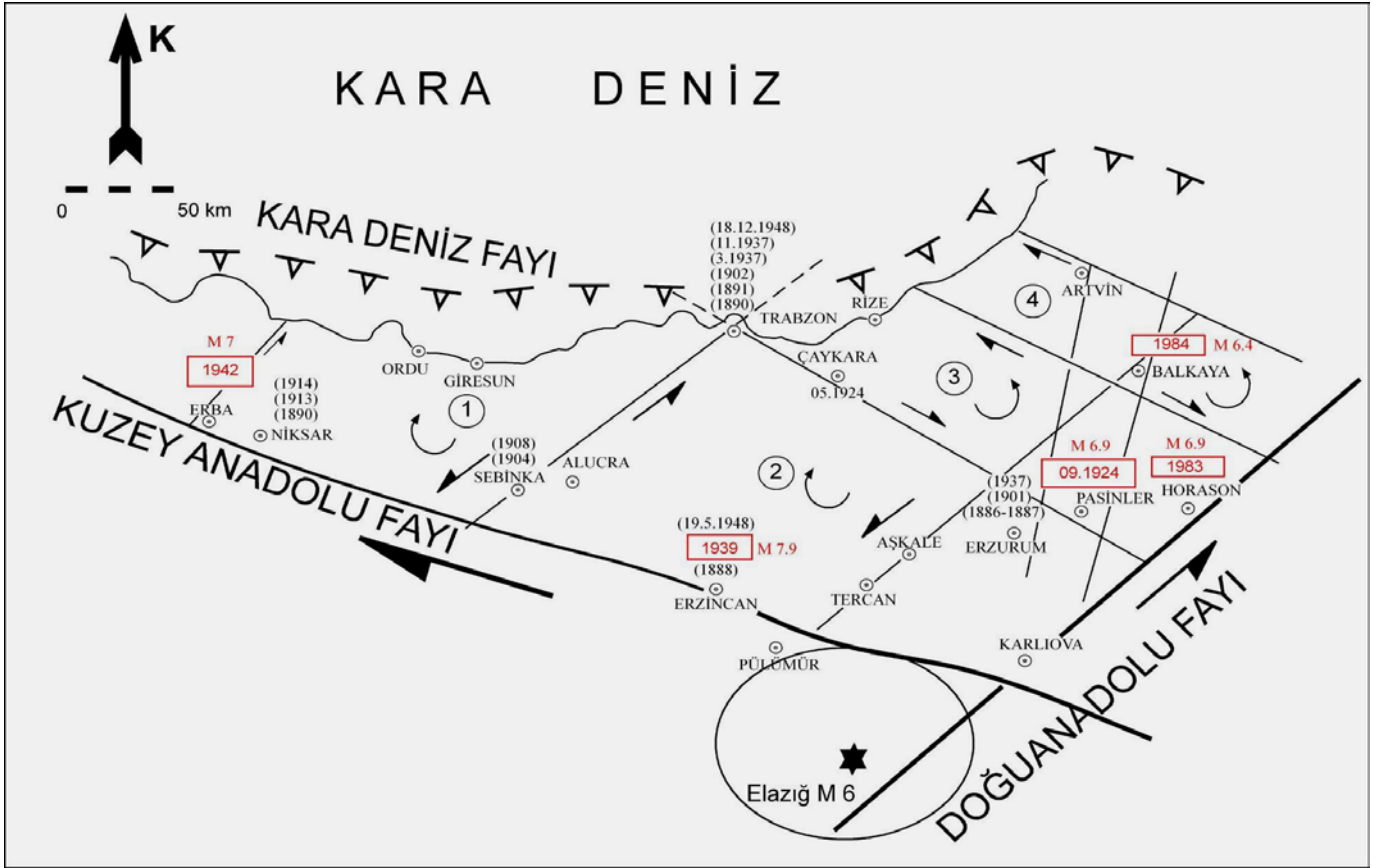 K
KARA DENİZ
0 50 km
KARA DENİZ FAYI
(18.12.1948)
(11.1937)
(3.1937)
(1902)
(1891)
(1890)
TRABZON
RİZE
4
ARTVİN
M 7
1942
ORDU
GİRESUN
ÇAYKARA
05.1924
3
1984 M 6.4
BALKAYA
(1914)
(1913)
(1890)
ERBA
NİKSAR
1
KUZEY ANADOLU FAYI
(1908)
(1904)
SEBİNKA
ALUCRA
2
M 6.9
09.1924
PASİNLER
M 6.9
1983
HORASON
(1937)
(1901)
(1886-1887)
ERZURUM
(19.5.1948)
1939 M 7.9
(1888)
ERZİNCAN
AŞKALE
TERCAN
PÜLÜMÜR
KARLIOVA
DOĞUANADOLU FAYI
Elazığ M 6